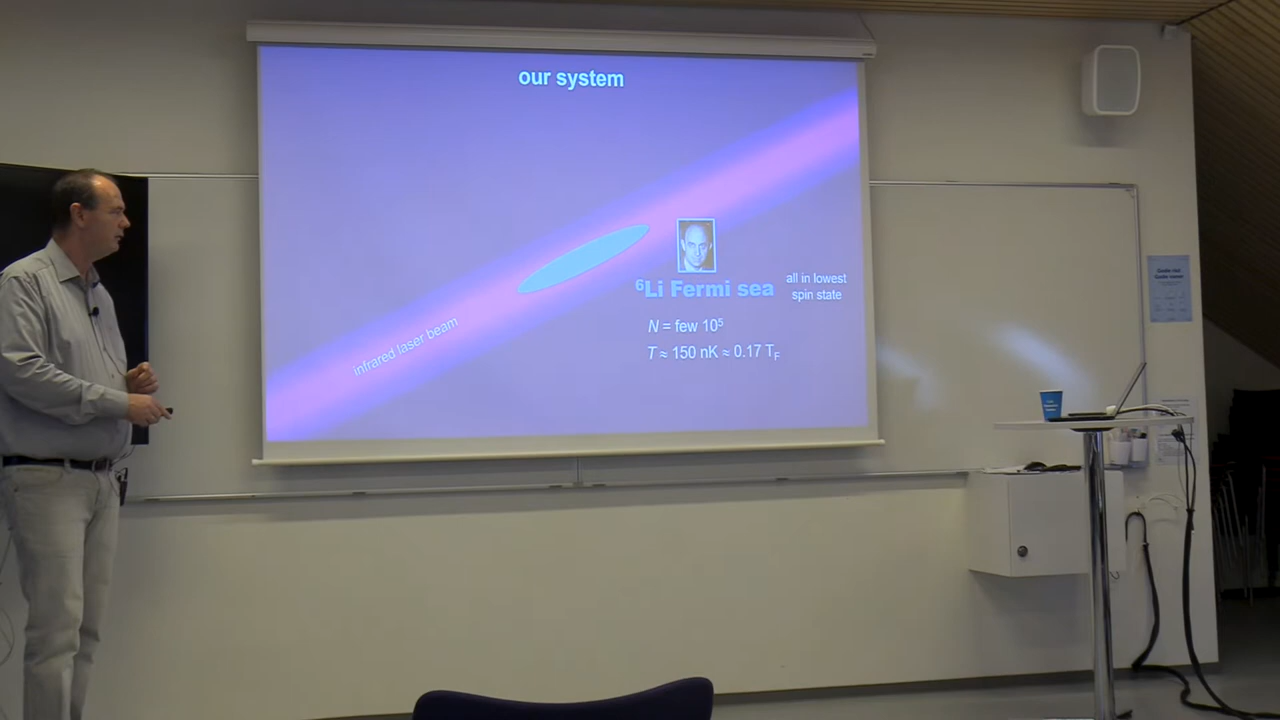 our system
⁶Li Fermi sea
all in lowest
spin state
N = few 10⁵
T ≈ 150 nK ≈ 0.17 T_F
infrared laser beam